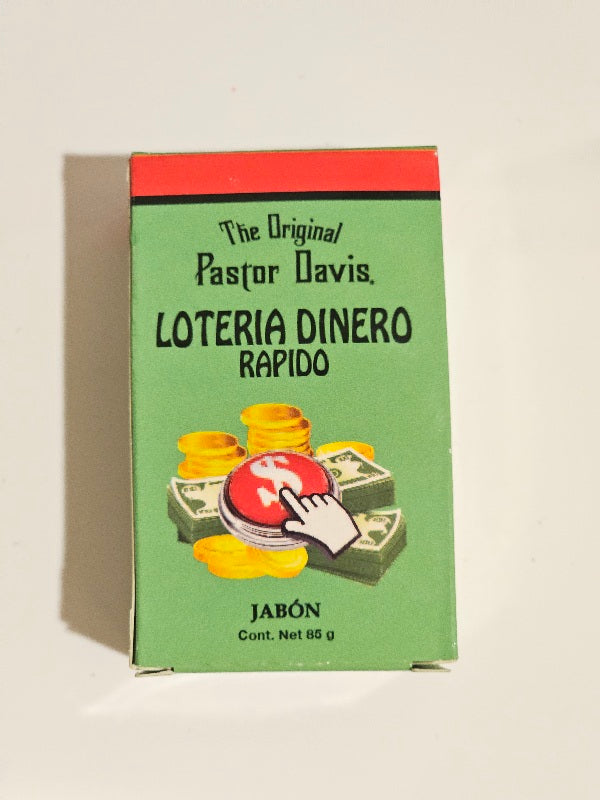 The Original
Pastor Davis.
LOTERIA DINERO
RAPIDO
$
JABÓN
Cont. Net 85 g